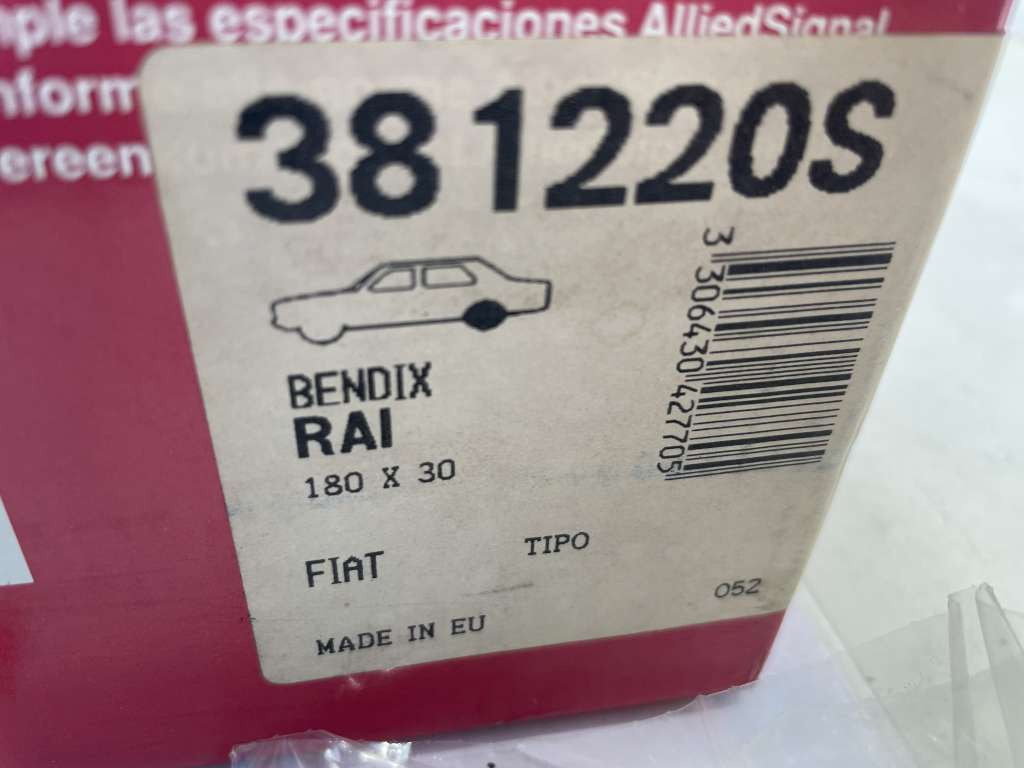 mple las especificaciones AlliedSignal
nform
ereen
381220S
3 306430 427705
BENDIX
RAI
180 X 30
FIAT TIPO
052
MADE IN EU